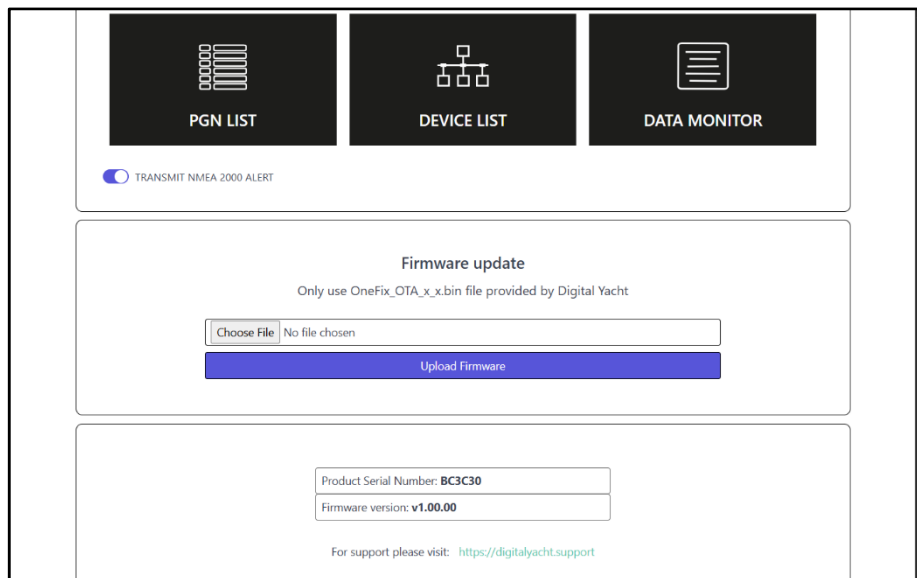 PGN LIST
DEVICE LIST
DATA MONITOR
TRANSMIT NMEA 2000 ALERT
Firmware update
Only use OneFix_OTA_x_x.bin file provided by Digital Yacht
Choose File No file chosen
Upload Firmware
Product Serial Number: BC3C30
Firmware version: v1.00.00
For support please visit: https://digitalyacht.support